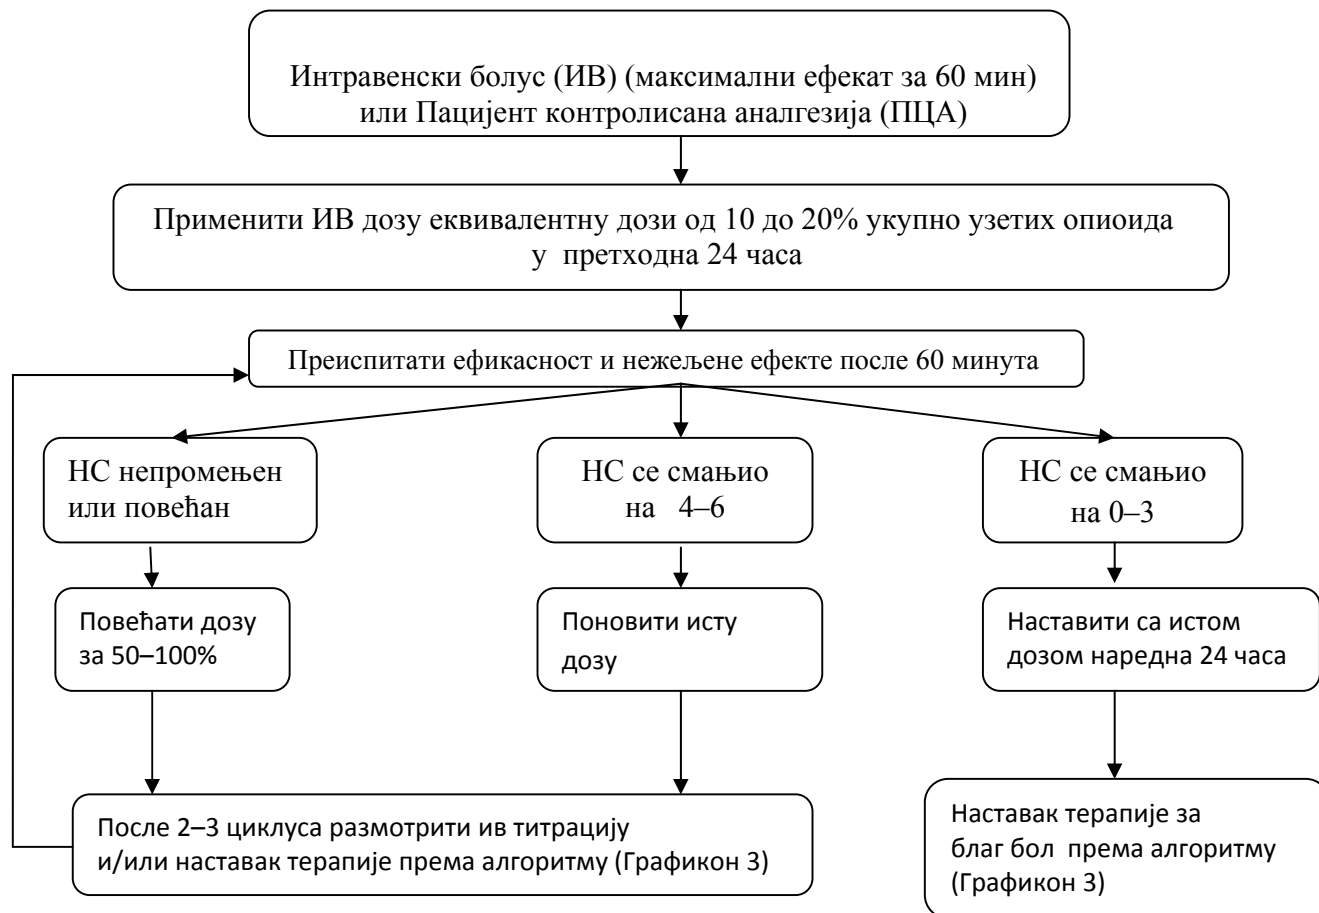 Интравенски болус (ИВ) (максимални ефекат за 60 мин)
или Пацијент контролисана аналгезија (ПЦА)
Применити ИВ дозу еквивалентну дози од 10 до 20% укупно узетих опиоида
у претходна 24 часа
Преиспитати ефикасност и нежељене ефекте после 60 минута
НС непромењен
или повећан
НС се смањио
на 4–6
НС се смањио
на 0–3
Повећати дозу
за 50–100%
Поновити исту
дозу
Наставити са истом
дозом наредна 24 часа
После 2–3 циклуса размотрити ив титрацију
и/или наставак терапије према алгоритму (Графикон 3)
Наставак терапије за
благ бол према алгоритму
(Графикон 3)